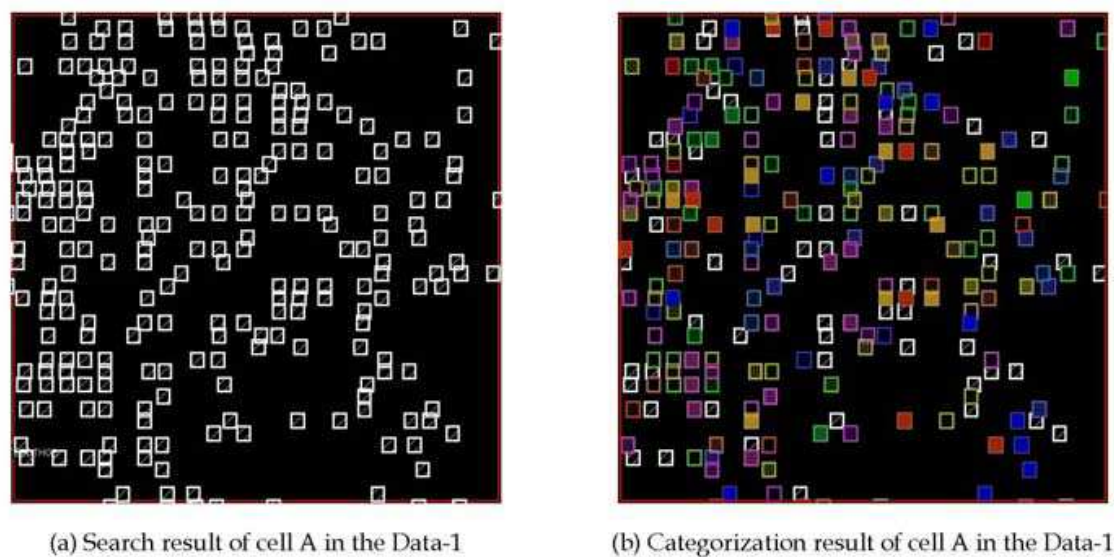 (a) Search result of cell A in the Data-1
(b) Categorization result of cell A in the Data-1